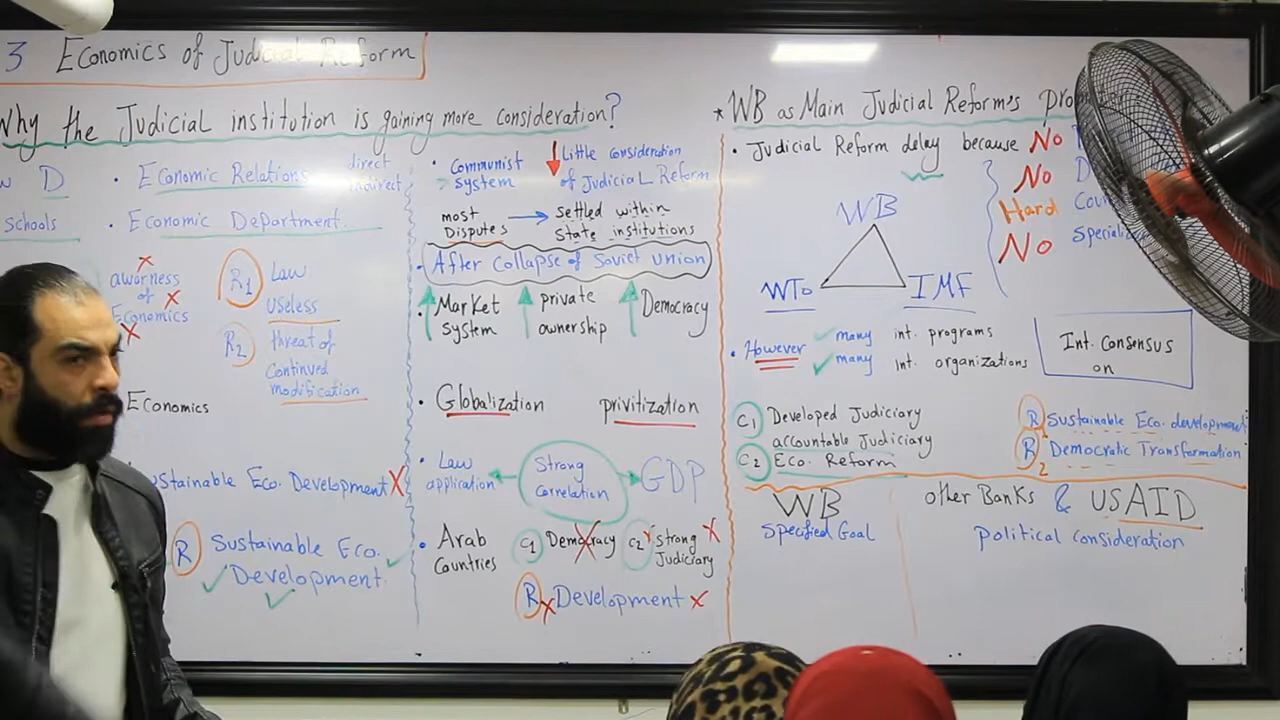 3 Economics of Judicial Reform
Why the Judicial institution is gaining more consideration?
D
Schools
• Economic Relations direct
indirect
• Economic Department.
awarness
of
Economics
R1 Law
Useless
R2 threat of
Continued
modification
Economics
Sustainable Eco. Development X
R Sustainable Eco.
Development.
• Communist
System
Little consideration
of Judicial Reform
most
Disputes → Settled within
State institutions
• After collapse of Soviet union
• Market
System
private
ownership
Democracy
• Globalization privitization
• Law
application
Strong
Correlation
GDP
• Arab
Countries
C1 Democracy
C2 strong
Judiciary
R Development
* WB as Main Judicial Reform's
• Judicial Reform delay because No
No
Hard
No
WB
WTo
IMF
• However many int. programs
many int. organizations
Int. Consensus
on
C1 Developed Judiciary
accountable Judiciary
C2 Eco. Reform
R1 Sustainable Eco. development
R2 Democratic Transformation
WB
Specified Goal
other Banks & USAID
political consideration